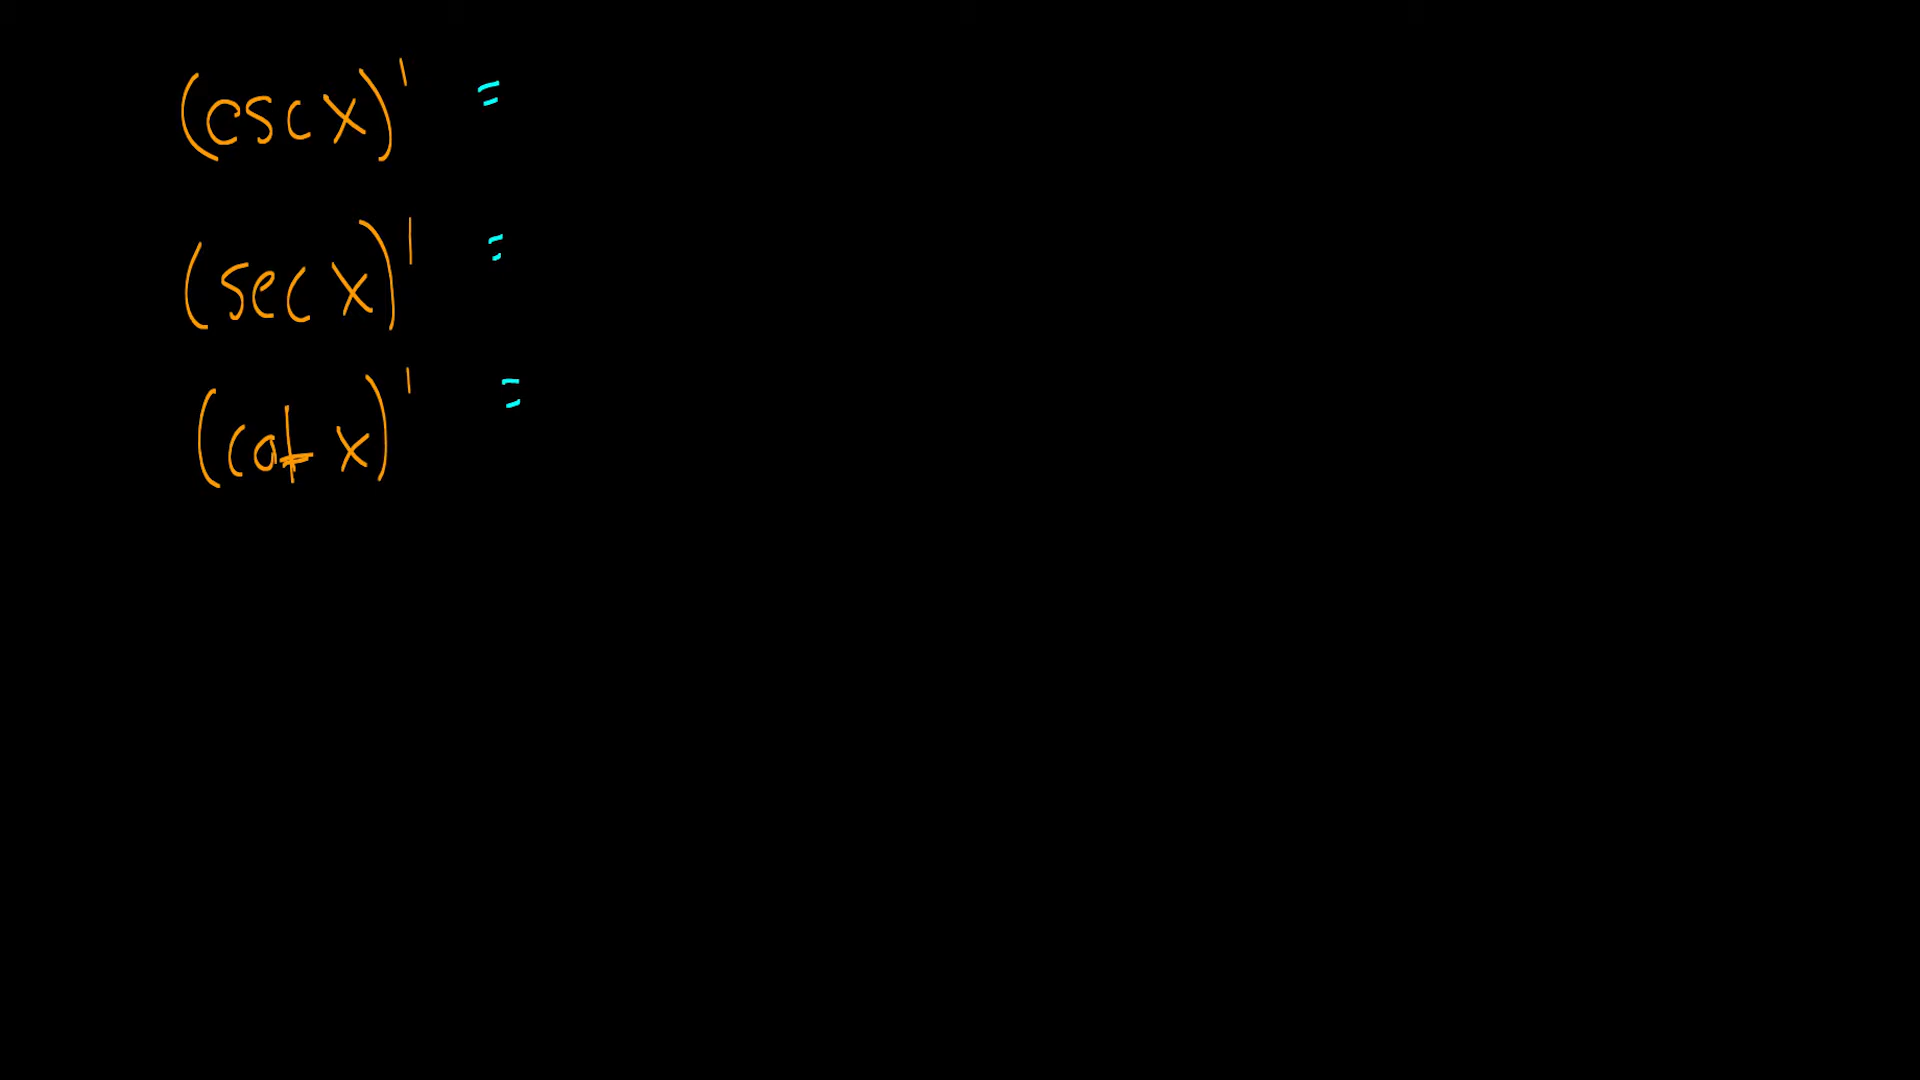 (csc x)' =
(sec x)' =
(cot x)' =